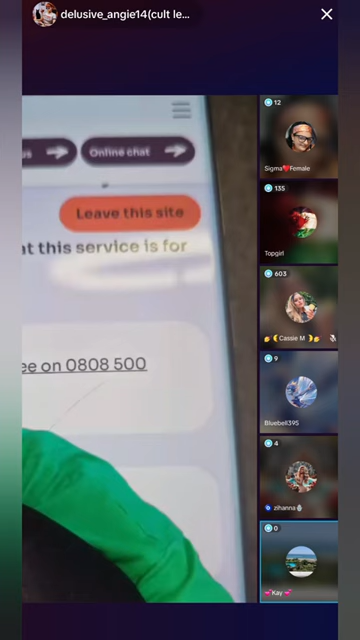 delusive_angie14(cult le...
12
Sigma❤️Female
135
Topgirl
603
🍋🌙Cassie M 🌛🍋
9
Bluebell395
4
zihanna
0
💕Kay 💕
Online chat
Leave this site
at this service is for
ee on 0808 500